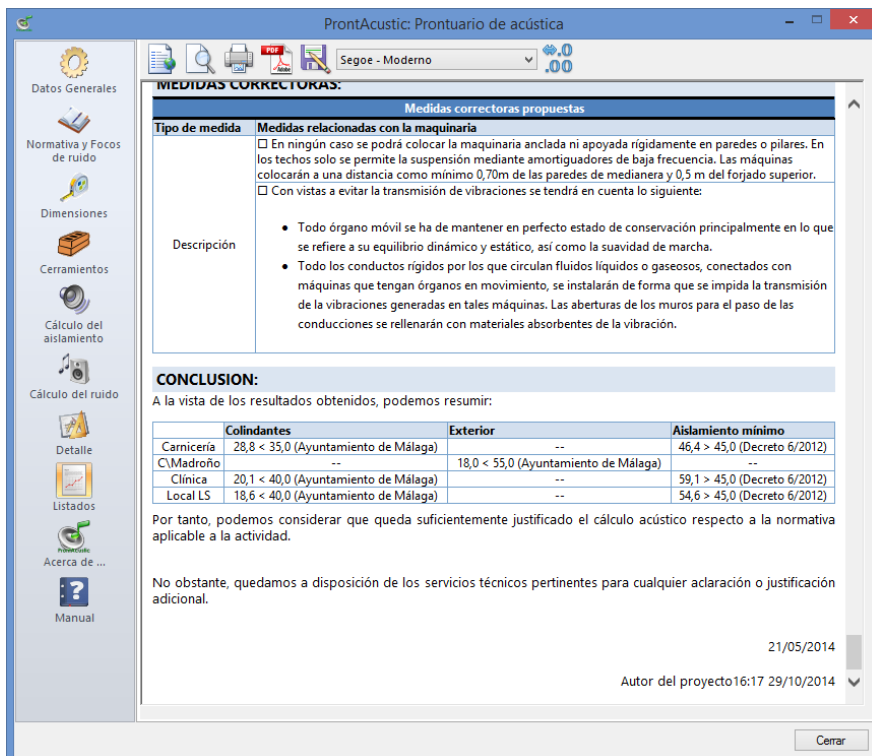 ProntAcustic: Prontuario de acústica
Datos Generales
Normativa y Focos
de ruido
Dimensiones
Cerramientos
Cálculo del
aislamiento
Cálculo del ruido
Detalle
Listados
ProntAcustic
Acerca de ...
Manual
PDF
Adobe
Segoe - Moderno
.0
.00
MEDIDAS CORRECTORAS:
Medidas correctoras propuestas
Tipo de medida Medidas relacionadas con la maquinaria
Descripción
☐ En ningún caso se podrá colocar la maquinaria anclada ni apoyada rígidamente en paredes o pilares. En
los techos solo se permite la suspensión mediante amortiguadores de baja frecuencia. Las máquinas
colocarán a una distancia como mínimo 0,70m de las paredes de medianera y 0,5 m del forjado superior.
☐ Con vistas a evitar la transmisión de vibraciones se tendrá en cuenta lo siguiente:
• Todo órgano móvil se ha de mantener en perfecto estado de conservación principalmente en lo que
se refiere a su equilibrio dinámico y estático, así como la suavidad de marcha.
• Todo los conductos rígidos por los que circulan fluidos líquidos o gaseosos, conectados con
máquinas que tengan órganos en movimiento, se instalarán de forma que se impida la transmisión
de la vibraciones generadas en tales máquinas. Las aberturas de los muros para el paso de las
conducciones se rellenarán con materiales absorbentes de la vibración.
CONCLUSION:
A la vista de los resultados obtenidos, podemos resumir:
Colindantes Exterior Aislamiento mínimo
Carnicería 28,8 < 35,0 (Ayuntamiento de Málaga) -- 46,4 > 45,0 (Decreto 6/2012)
C\Madroño -- 18,0 < 55,0 (Ayuntamiento de Málaga) --
Clínica 20,1 < 40,0 (Ayuntamiento de Málaga) -- 59,1 > 45,0 (Decreto 6/2012)
Local LS 18,6 < 40,0 (Ayuntamiento de Málaga) -- 54,6 > 45,0 (Decreto 6/2012)
Por tanto, podemos considerar que queda suficientemente justificado el cálculo acústico respecto a la normativa
aplicable a la actividad.
No obstante, quedamos a disposición de los servicios técnicos pertinentes para cualquier aclaración o justificación
adicional.
21/05/2014
Autor del proyecto16:17 29/10/2014
Cerrar